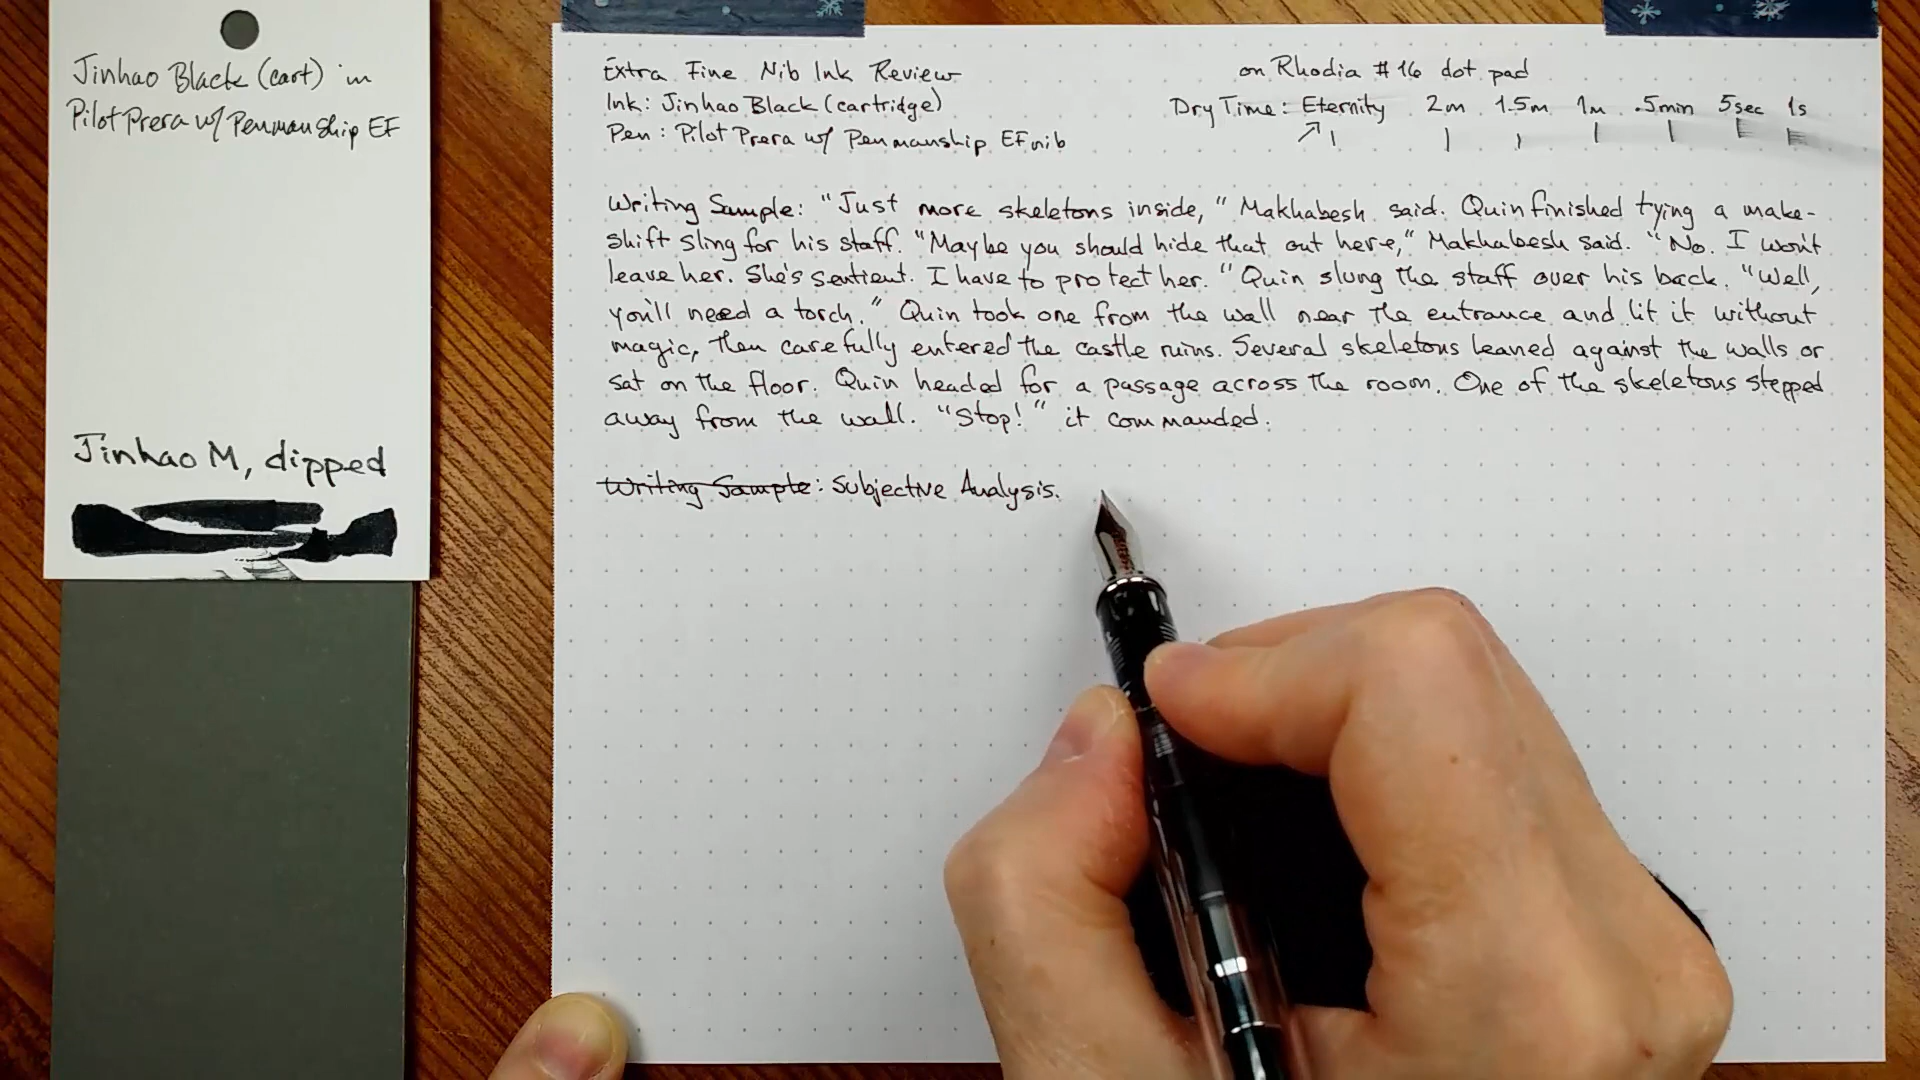 Jinhao Black (cart) in
Pilot Prera w/ Penmanship EF
Jinhao M, dipped
Extra Fine Nib Ink Review
Ink: Jinhao Black (cartridge)
Pen: Pilot Prera w/ Penmanship EF nib
on Rhodia #16 dot pad
Dry Time: Eternity 2m 1.5m 1m .5min 5sec 1s
Writing Sample: "Just more skeletons inside," Makhabesh said. Quin finished tying a make-
shift sling for his staff. "Maybe you should hide that out here," Makhabesh said. "No. I won't
leave her. She's sentient. I have to protect her." Quin slung the staff over his back. "Well,
you'll need a torch." Quin took one from the wall near the entrance and lit it without
magic, then carefully entered the castle ruins. Several skeletons leaned against the walls or
sat on the floor. Quin headed for a passage across the room. One of the skeletons stepped
away from the wall. "Stop!" it commanded.
Writing Sample: Subjective Analysis.